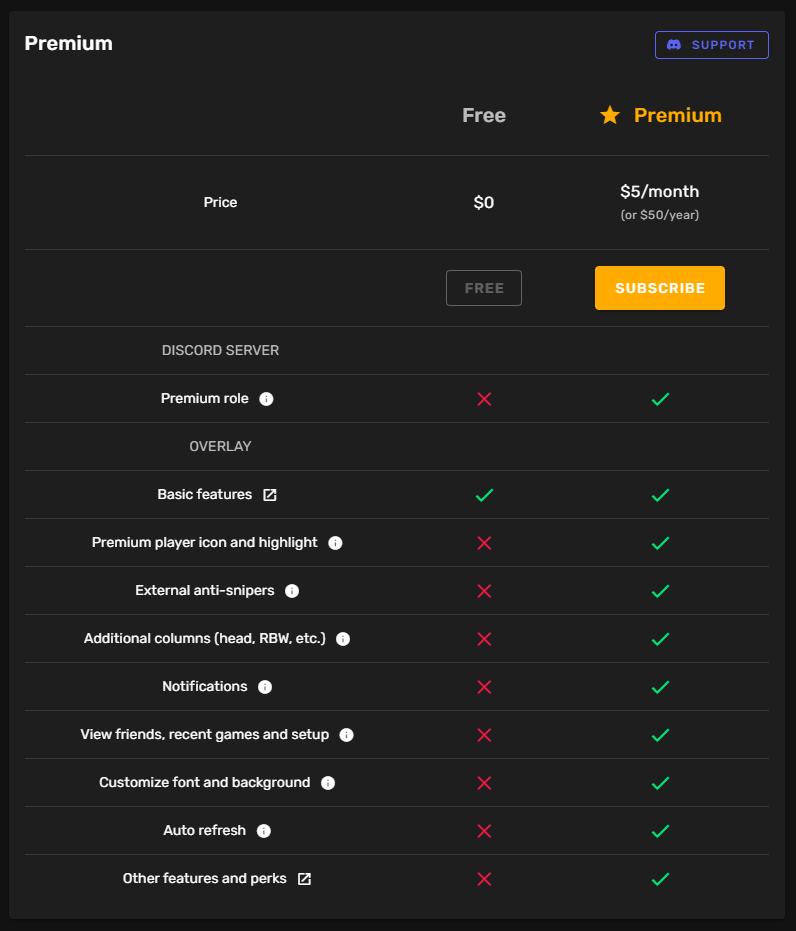 Premium
SUPPORT
Free
Premium
Price
$0
$5/month
(or $50/year)
FREE
SUBSCRIBE
DISCORD SERVER
Premium role
OVERLAY
Basic features
Premium player icon and highlight
External anti-snipers
Additional columns (head, RBW, etc.)
Notifications
View friends, recent games and setup
Customize font and background
Auto refresh
Other features and perks